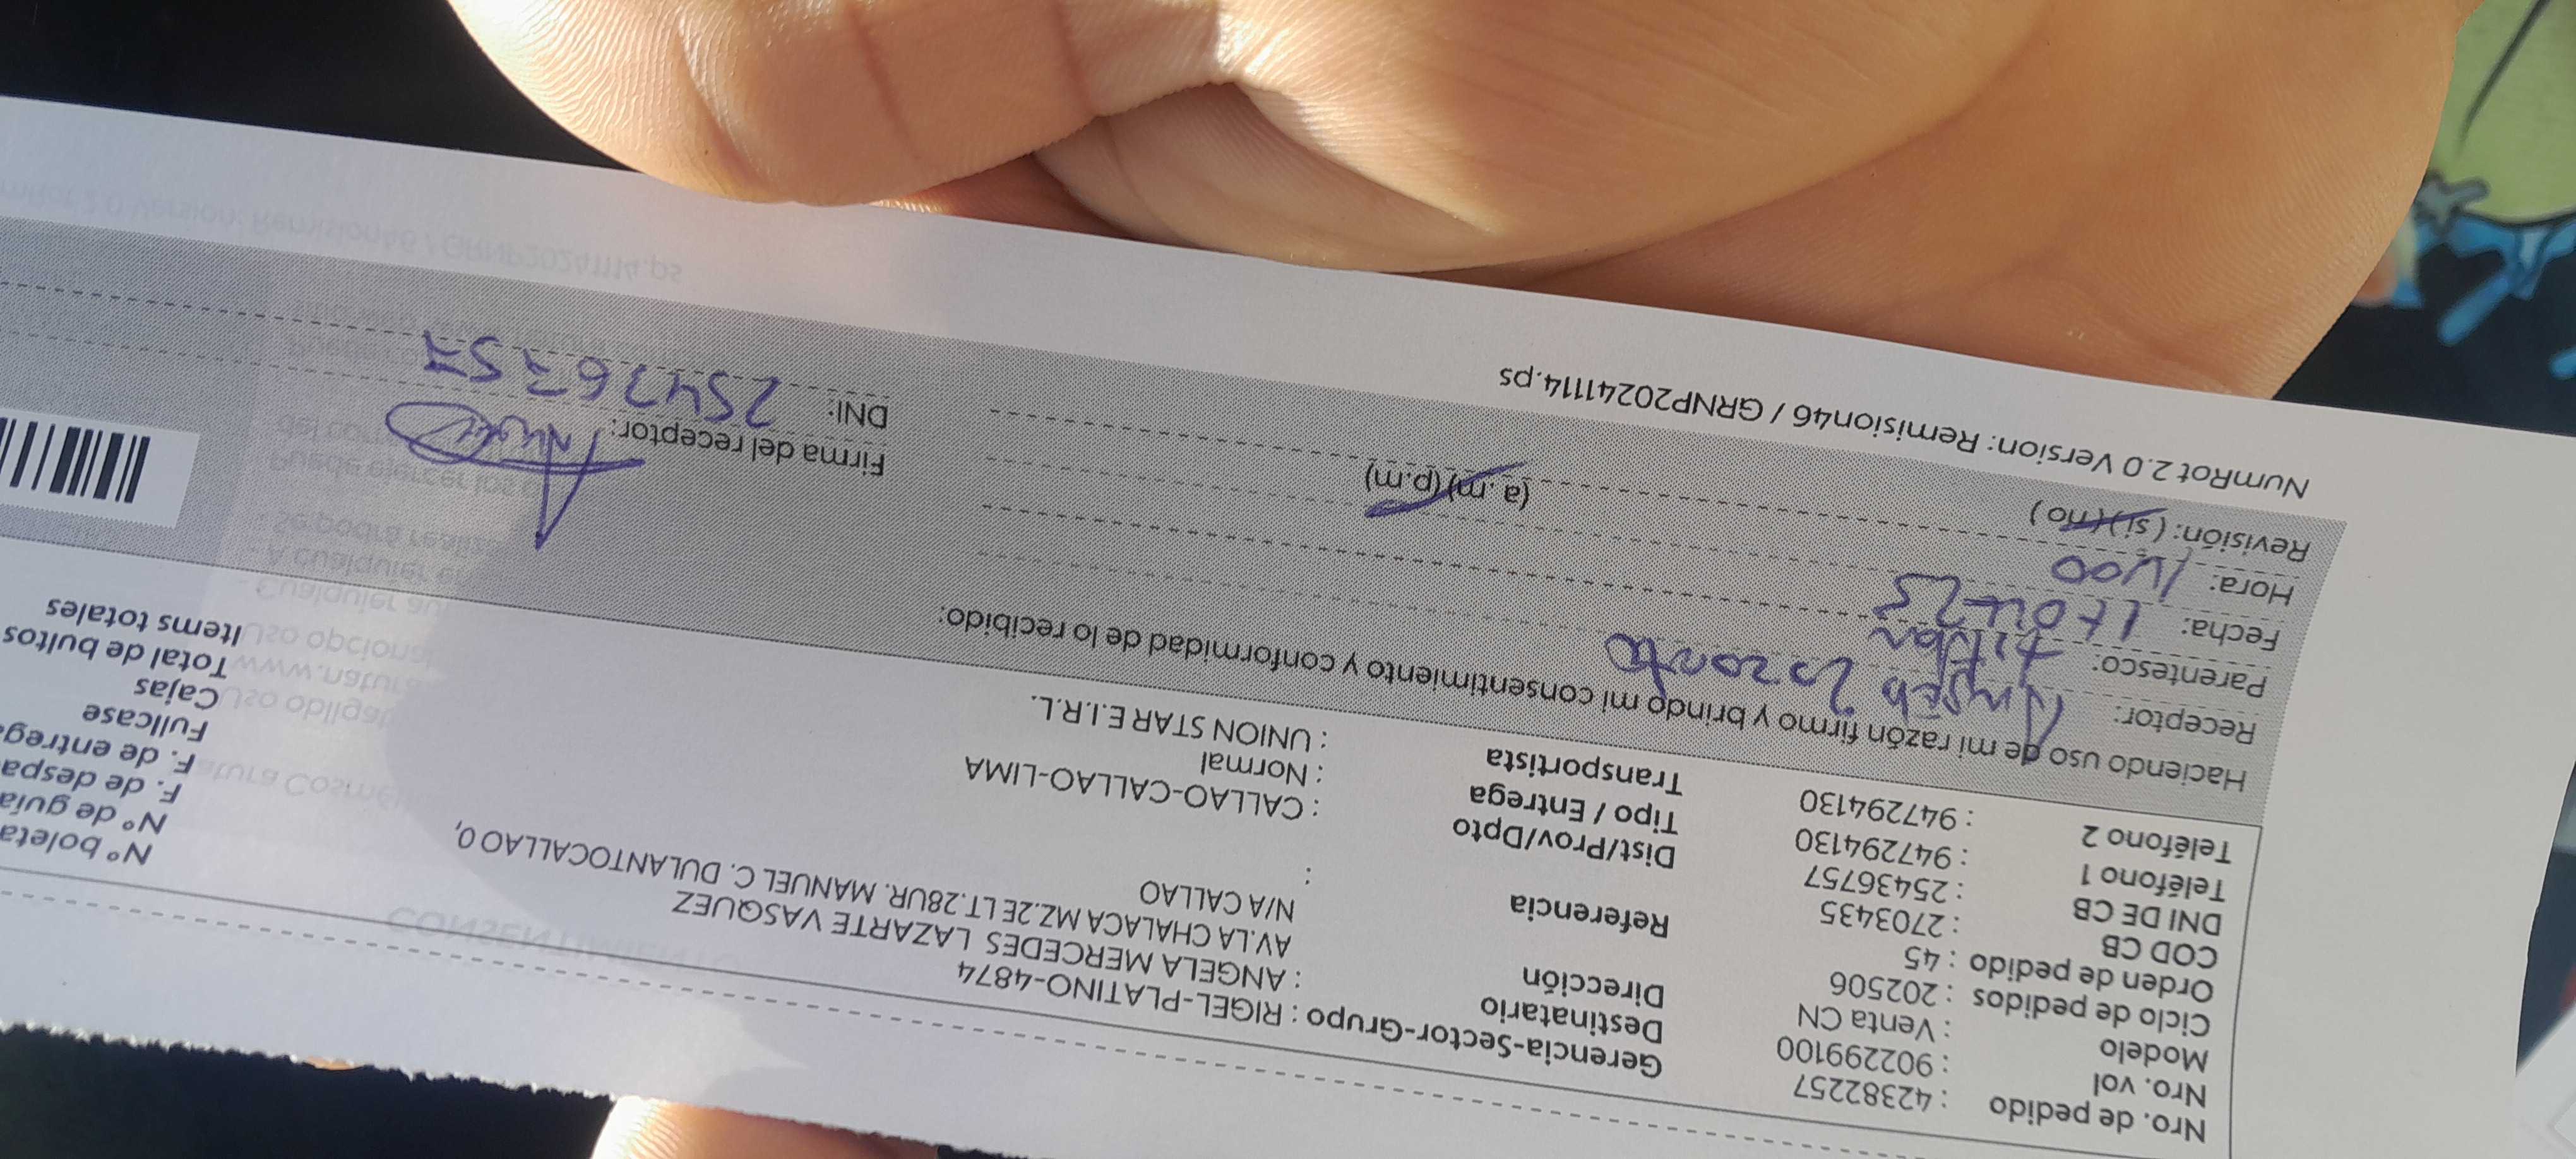 Nro. de pedido : 42382257
Nro. vol : 902299100
Modelo : Venta CN
Ciclo de pedidos : 202506
Orden de pedido : 45
COD CB : 2703435
DNI DE CB : 25436757
Teléfono 1 : 947294130
Teléfono 2 : 947294130
Gerencia-Sector-Grupo : RIGEL-PLATINO-4874
Destinatario : ANGELA MERCEDES LAZARTE VASQUEZ
Dirección AV.LA CHALACA MZ.2E LT.28UR. MANUEL C. DULANTOCALLAO 0,
N/A CALLAO
Referencia :
Dist/Prov/Dpto : CALLAO-CALLAO-LIMA
Tipo / Entrega : Normal
Transportista : UNION STAR E.I.R.L.
N° boleta
N° de guía
F. de despa
F. de entrega
Fullcase
Cajas
Total de bultos
Items totales
Haciendo uso de mi razón firmo y brindo mi consentimiento y conformidad de lo recibido:
Receptor:
Parentesco: titular
Fecha:
Hora:
(a.m) (p.m)
Revisión: (si) (no)
Firma del receptor:
DNI: 25436757
NumRot 2.0 Version: Remision46 / GRNP20241114.ps